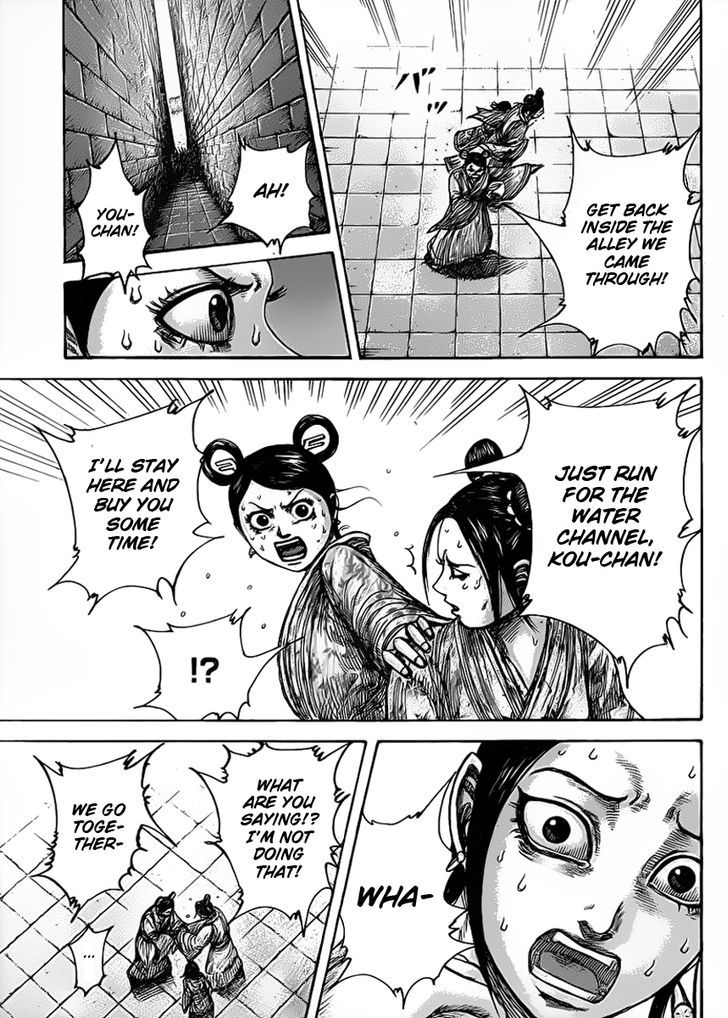 GET BACK
INSIDE THE
ALLEY WE
CAME
THROUGH!
バッ
AH!
YOU-
CHAN!
JUST RUN
FOR THE
WATER
CHANNEL,
KOU-CHAN!
I'LL STAY
HERE AND
BUY YOU
SOME
TIME!
!?
WHA-
WHAT
ARE YOU
SAYING!?
I'M NOT
DOING
THAT!
WE GO
TOGE-
THER-
...